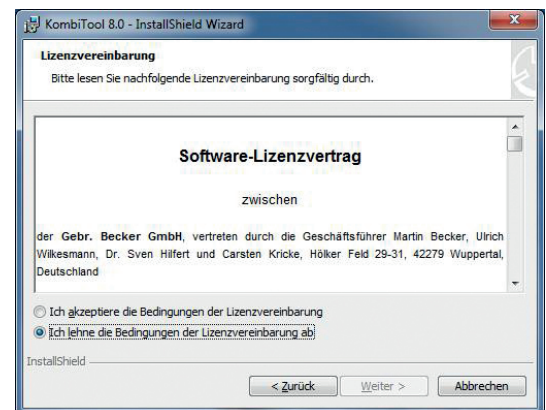 KombiTool 8.0 - InstallShield Wizard
Lizenzvereinbarung
Bitte lesen Sie nachfolgende Lizenzvereinbarung sorgfältig durch.
Software-Lizenzvertrag
zwischen
der Gebr. Becker GmbH, vertreten durch die Geschäftsführer Martin Becker, Ulrich
Wilkesmann, Dr. Sven Hilfert und Carsten Kricke, Hölker Feld 29-31, 42279 Wuppertal,
Deutschland
Ich akzeptiere die Bedingungen der Lizenzvereinbarung
Ich lehne die Bedingungen der Lizenzvereinbarung ab
InstallShield
< Zurück Weiter > Abbrechen